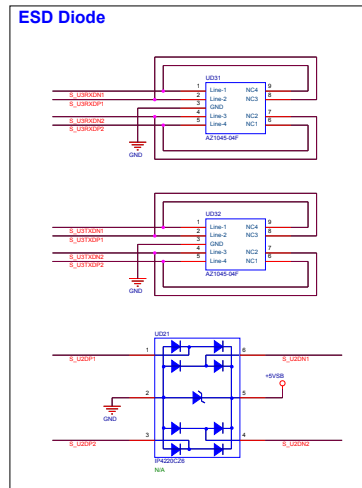 ESD Diode
UD31
S_U3RXDN1 1 Line-1 NC4 9
S_U3RXDP1 2 Line-2 NC3 8
3 GND
S_U3RXDN2 4 Line-3 NC2 7
S_U3RXDP2 5 Line-4 NC1 6
AZ1045-04F
GND
UD32
S_U3TXDN1 1 Line-1 NC4 9
S_U3TXDP1 2 Line-2 NC3 8
3 GND
S_U3TXDN2 4 Line-3 NC2 7
S_U3TXDP2 5 Line-4 NC1 6
AZ1045-04F
GND
UD21
S_U2DP1 1 6 S_U2DN1
+5VSB
2 5
GND
S_U2DP2 3 4 S_U2DN2
IP4220CZ6
N/A